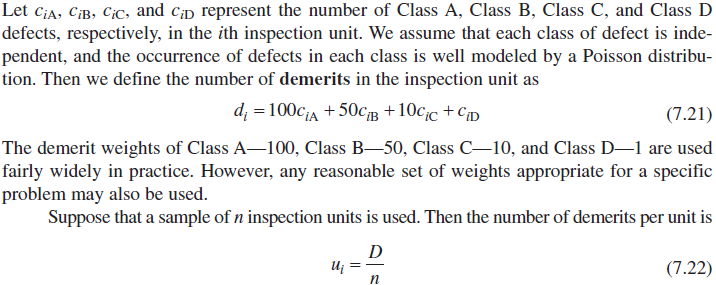 Let c_iA, c_iB, c_iC, and c_iD represent the number of Class A, Class B, Class C, and Class D
defects, respectively, in the ith inspection unit. We assume that each class of defect is inde-
pendent, and the occurrence of defects in each class is well modeled by a Poisson distribu-
tion. Then we define the number of demerits in the inspection unit as
d_i = 100c_iA + 50c_iB + 10c_iC + c_iD (7.21)
The demerit weights of Class A—100, Class B—50, Class C—10, and Class D—1 are used
fairly widely in practice. However, any reasonable set of weights appropriate for a specific
problem may also be used.
Suppose that a sample of n inspection units is used. Then the number of demerits per unit is
u_i = D/n (7.22)